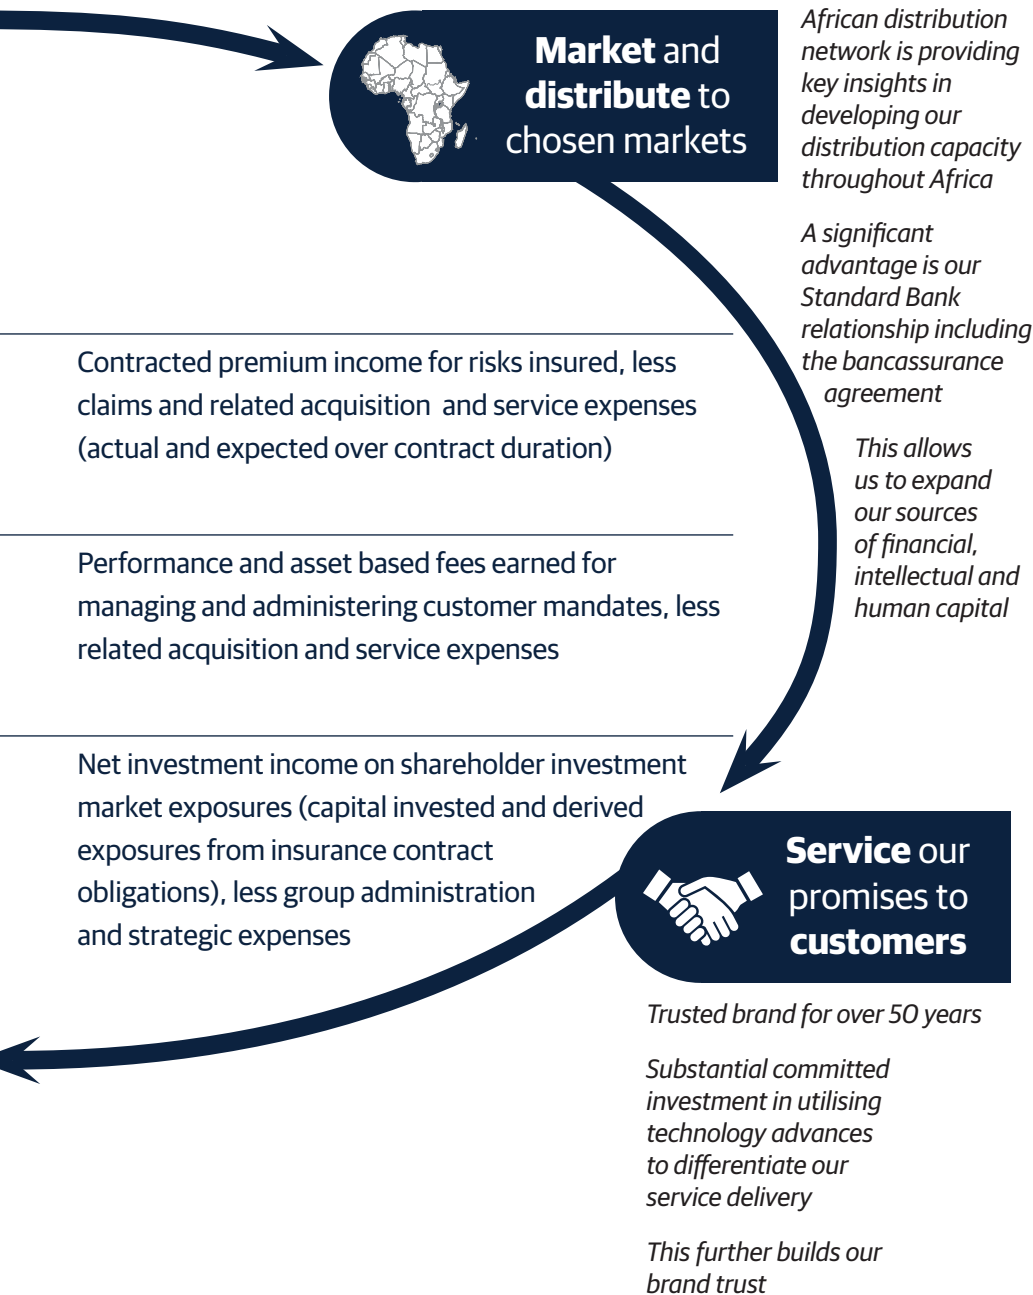 Market and
distribute to
chosen markets
African distribution
network is providing
key insights in
developing our
distribution capacity
throughout Africa
A significant
advantage is our
Standard Bank
relationship including
the bancassurance
agreement
This allows
us to expand
our sources
of financial,
intellectual and
human capital
Contracted premium income for risks insured, less
claims and related acquisition and service expenses
(actual and expected over contract duration)
Performance and asset based fees earned for
managing and administering customer mandates, less
related acquisition and service expenses
Net investment income on shareholder investment
market exposures (capital invested and derived
exposures from insurance contract
obligations), less group administration
and strategic expenses
Service our
promises to
customers
Trusted brand for over 50 years
Substantial committed
investment in utilising
technology advances
to differentiate our
service delivery
This further builds our
brand trust